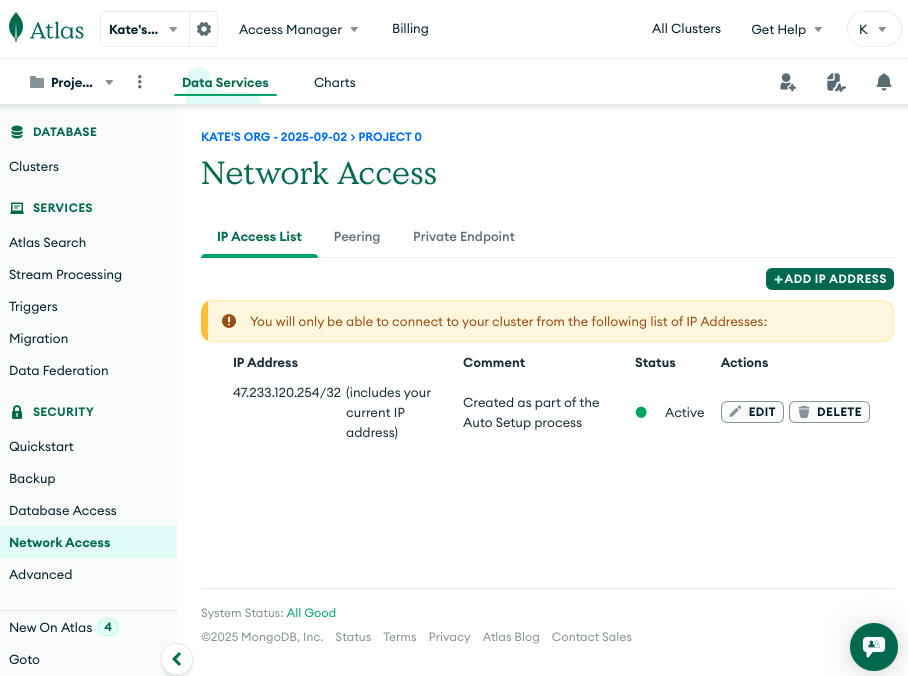 Atlas
Kate's...
Access Manager
Billing
All Clusters
Get Help
K
Proje...
Data Services
Charts
DATABASE
Clusters
SERVICES
Atlas Search
Stream Processing
Triggers
Migration
Data Federation
SECURITY
Quickstart
Backup
Database Access
Network Access
Advanced
New On Atlas 4
Goto
KATE'S ORG - 2025-09-02 > PROJECT 0
Network Access
IP Access List
Peering
Private Endpoint
+ADD IP ADDRESS
You will only be able to connect to your cluster from the following list of IP Addresses:
IP Address
Comment
Status
Actions
47.233.120.254/32 (includes your
current IP
address)
Created as part of the
Auto Setup process
Active
EDIT
DELETE
System Status: All Good
©2025 MongoDB, Inc. Status Terms Privacy Atlas Blog Contact Sales